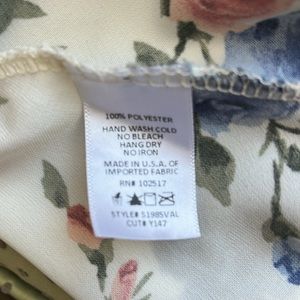 100% POLYESTER
HAND WASH COLD
NO BLEACH
HANG DRY
NO IRON
MADE IN U.S.A. OF
IMPORTED FABRIC
RN# 102517
STYLE# S1985VAL
CUT# Y147